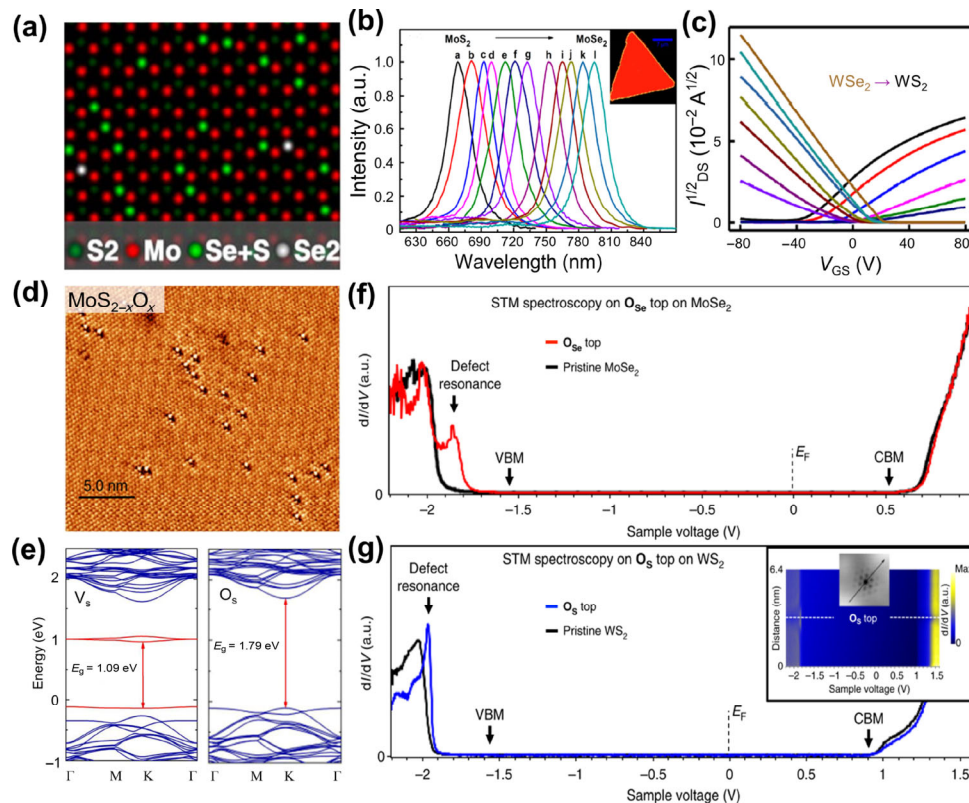 (a)
S2 Mo Se+S Se2
(b)
MoS2 → MoSe2
a b c d e f g h i j k l
Intensity (a.u.)
1.0
0.8
0.6
0.4
0.2
0
630 660 690 720 750 780 810 840
Wavelength (nm)
(c)
WSe2 → WS2
I^1/2 DS (10−2 A^1/2)
10
5
0
−80 −40 0 40 80
VGS (V)
(d)
MoS2−xOx
5.0 nm
(e)
Energy (eV)
2
1
0
−1
Vs
Eg = 1.09 eV
Γ M K Γ
Os
Eg = 1.79 eV
Γ M K Γ
(f)
STM spectroscopy on OSe top on MoSe2
OSe top
Pristine MoSe2
Defect
resonance
VBM
EF
CBM
dI/dV (a.u.)
0
−2 −1.5 −1 −0.5 0 0.5
Sample voltage (V)
(g)
STM spectroscopy on OS top on WS2
Defect
resonance
OS top
Pristine WS2
VBM
EF
CBM
dI/dV (a.u.)
0
−2 −1.5 −1 −0.5 0 0.5 1 1.5
Sample voltage (V)
6.4
Distance (nm)
0
OS top
Max
dI/dV (a.u.)
0
−2 −1.5 −1 −0.5 0 0.5 1 1.5
Sample voltage (V)